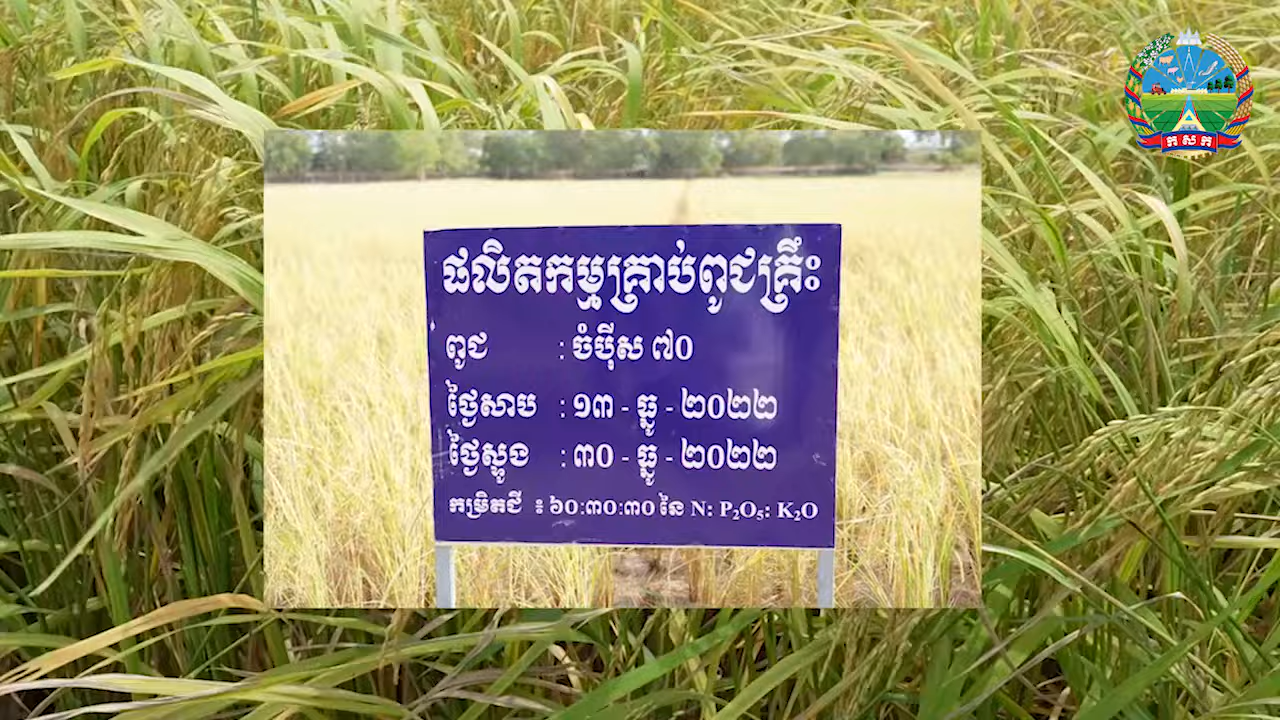 កសក
ផលិតកម្មគ្រាប់ពូជគ្រឹះ
ពូជ : ចំប៉ីស ៧០
ថ្ងៃសាប : ១៣ - ធ្នូ - ២០២២
ថ្ងៃស្ទូង : ៣០ - ធ្នូ - ២០២២
កម្រិតជី ៖ ៦០:៣០:៣០ នៃ N: P₂O₅: K₂O